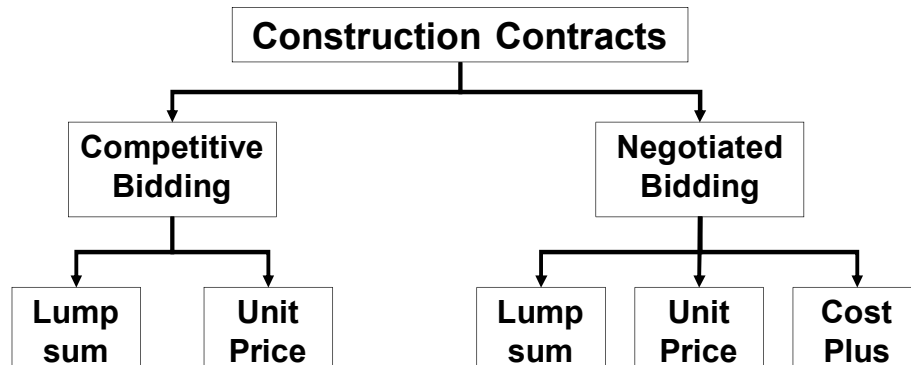 Construction Contracts
Competitive
Bidding
Negotiated
Bidding
Lump
sum
Unit
Price
Lump
sum
Unit
Price
Cost
Plus